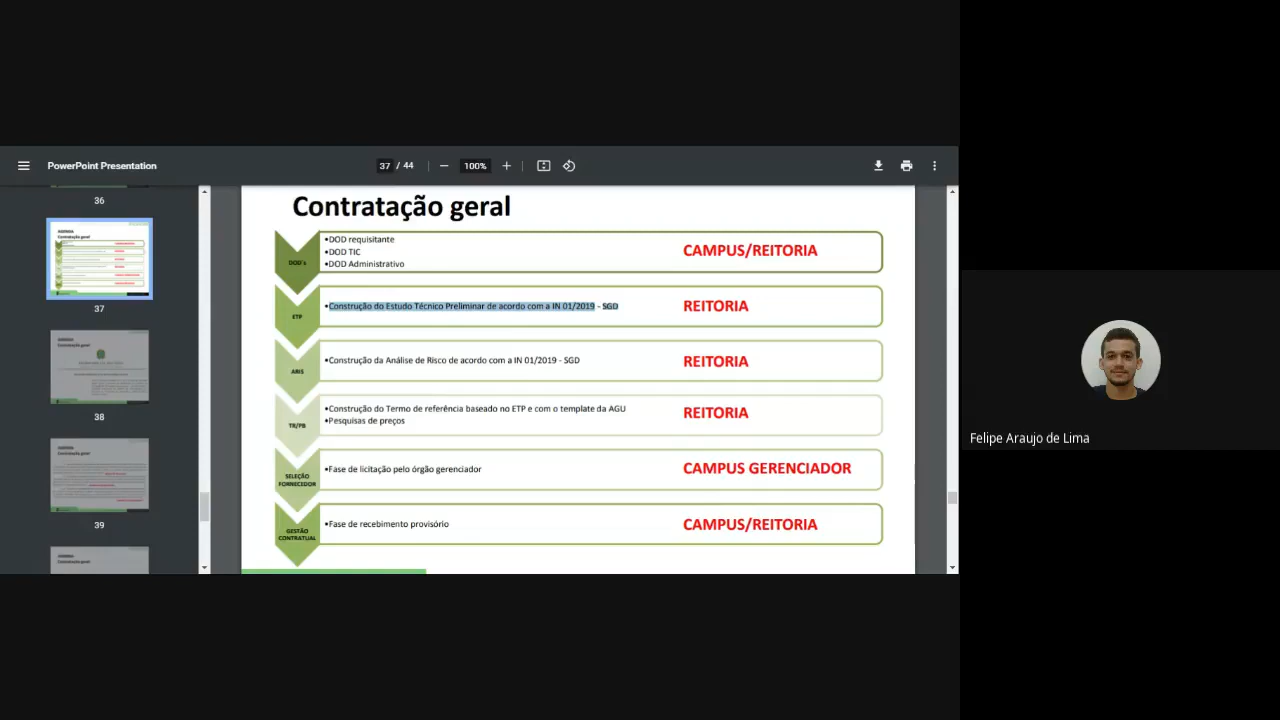 PowerPoint Presentation
37 / 44
100%
36
37
38
39
Contratação geral
DOD's
•DOD requisitante
•DOD TIC
•DOD Administrativo
CAMPUS/REITORIA
ETP
•Construção do Estudo Técnico Preliminar de acordo com a IN 01/2019 - SGD
REITORIA
ARIS
•Construção da Análise de Risco de acordo com a IN 01/2019 - SGD
REITORIA
TR/PB
•Construção do Termo de referência baseado no ETP e com o template da AGU
•Pesquisas de preços
REITORIA
SELEÇÃO
FORNECEDOR
•Fase de licitação pelo órgão gerenciador
CAMPUS GERENCIADOR
GESTÃO
CONTRATUAL
•Fase de recebimento provisório
CAMPUS/REITORIA
Felipe Araujo de Lima